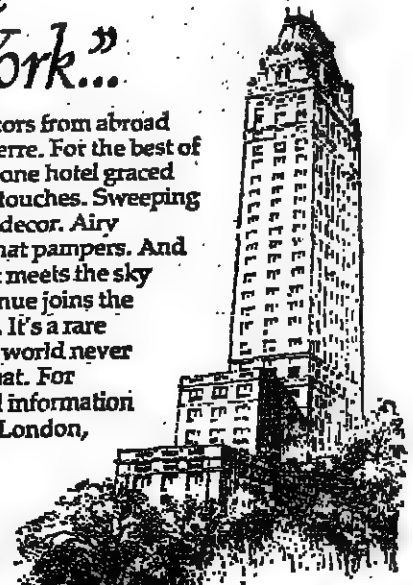 ork..."
tors from abroad
erre. For the best of
one hotel graced
touches. Sweeping
decor. Airy
hat pampers. And
t meets the sky
nue joins the
. It's a rare
world never
at. For
l information
London,